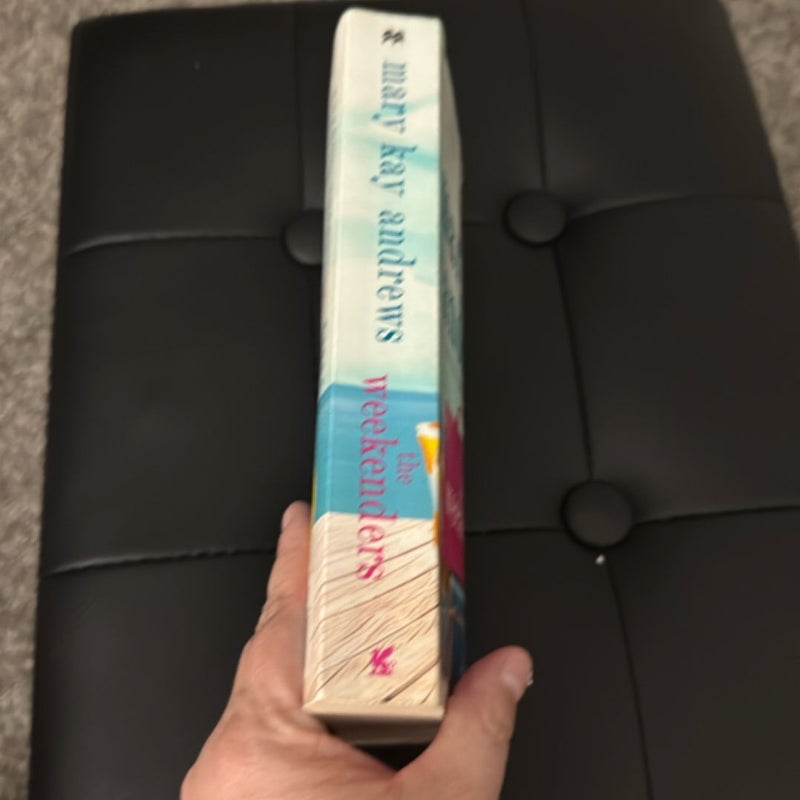 mary kay andrews
the
weekenders